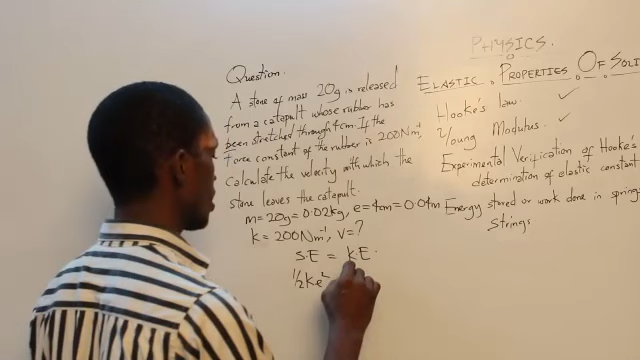 PHYSICS.
ELASTIC PROPERTIES OF SOLI
Hooke's law. ✓
Young Modulus. ✓
Experimental Verification of Hooke's
determination of elastic constant
Energy stored or work done in springs
Strings
Question.
A stone of mass 20g is released
from a catapult whose rubber has
been stretched through 4cm. If the
Force constant of the rubber is 200Nm⁻¹,
Calculate the velocity with which the
stone leaves the catapult.
m = 20g = 0.02kg, e = 4cm = 0.04m
k = 200Nm⁻¹, v = ?
S.E = K.E.
1/2 ke²